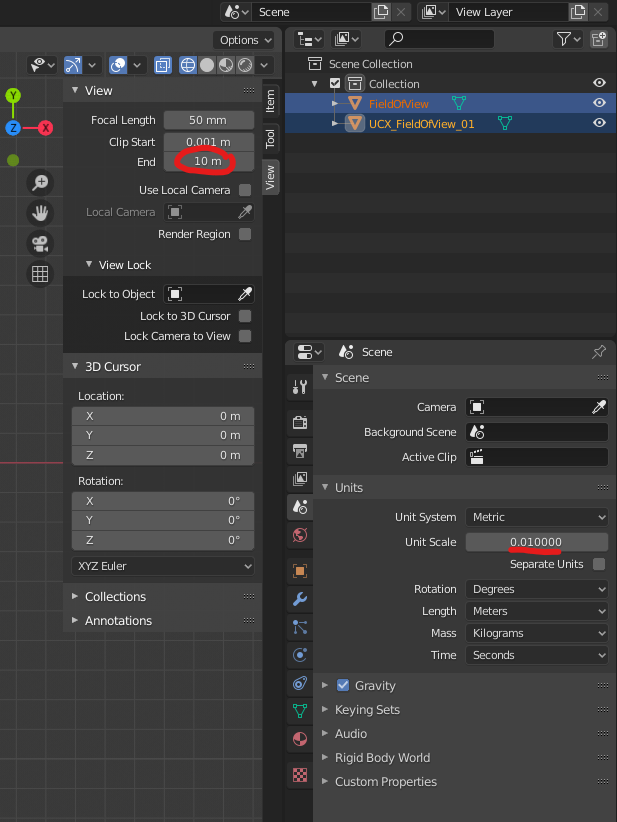 Scene
View Layer
Options
View
Focal Length 50 mm
Clip Start 0.001 m
End 10 m
Use Local Camera
Local Camera
Render Region
View Lock
Lock to Object
Lock to 3D Cursor
Lock Camera to View
3D Cursor
Location:
X 0 m
Y 0 m
Z 0 m
Rotation:
X 0°
Y 0°
Z 0°
XYZ Euler
Collections
Annotations
Item
Tool
View
Y
Z
X
Scene Collection
Collection
FieldOfView
UCX_FieldOfView_01
Scene
Scene
Camera
Background Scene
Active Clip
Units
Unit System Metric
Unit Scale 0.010000
Separate Units
Rotation Degrees
Length Meters
Mass Kilograms
Time Seconds
Gravity
Keying Sets
Audio
Rigid Body World
Custom Properties